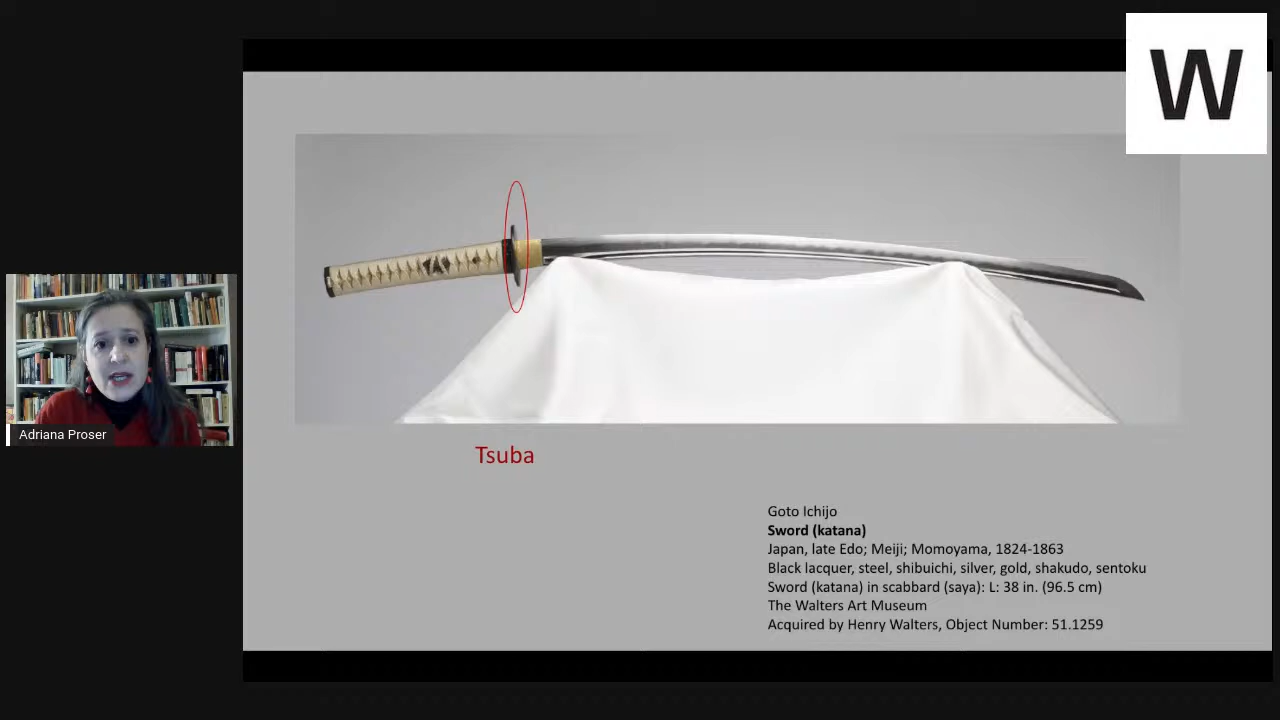 W
Adriana Proser
Tsuba
Goto Ichijo
Sword (katana)
Japan, late Edo; Meiji; Momoyama, 1824-1863
Black lacquer, steel, shibuichi, silver, gold, shakudo, sentoku
Sword (katana) in scabbard (saya): L: 38 in. (96.5 cm)
The Walters Art Museum
Acquired by Henry Walters, Object Number: 51.1259